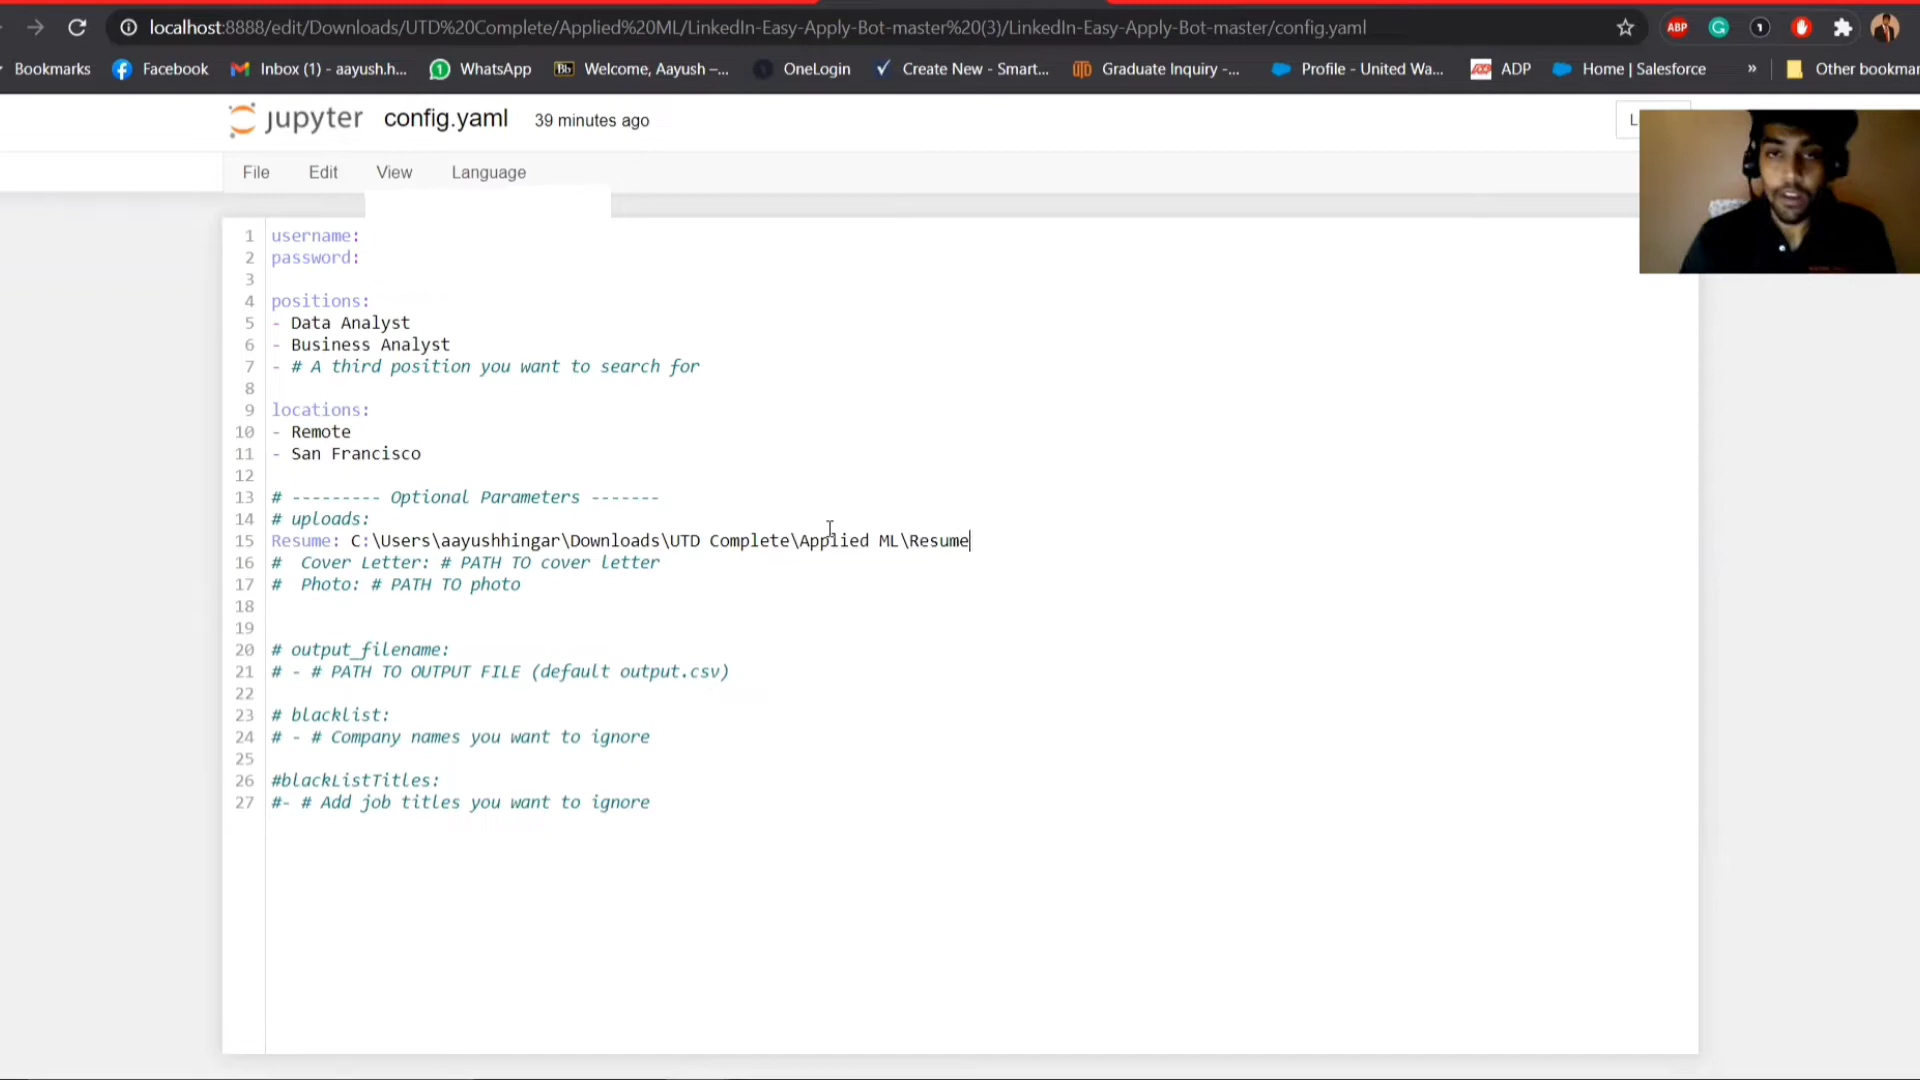 localhost:8888/edit/Downloads/UTD%20Complete/Applied%20ML/LinkedIn-Easy-Apply-Bot-master%20(3)/LinkedIn-Easy-Apply-Bot-master/config.yaml
ABP
Bookmarks Facebook Inbox (1) - aayush.h... WhatsApp Bb Welcome, Aayush –... OneLogin Create New - Smart... Graduate Inquiry -... Profile - United Wa... ADP Home | Salesforce » Other bookmar
jupyter config.yaml 39 minutes ago
L
File Edit View Language
1 username:
2 password:
3
4 positions:
5 - Data Analyst
6 - Business Analyst
7 - # A third position you want to search for
8
9 locations:
10 - Remote
11 - San Francisco
12
13 # --------- Optional Parameters -------
14 # uploads:
15 Resume: C:\Users\aayushhingar\Downloads\UTD Complete\Applied ML\Resume
16 #  Cover Letter: # PATH TO cover letter
17 #  Photo: # PATH TO photo
18
19
20 # output_filename:
21 # - # PATH TO OUTPUT FILE (default output.csv)
22
23 # blacklist:
24 # - # Company names you want to ignore
25
26 #blackListTitles:
27 #- # Add job titles you want to ignore